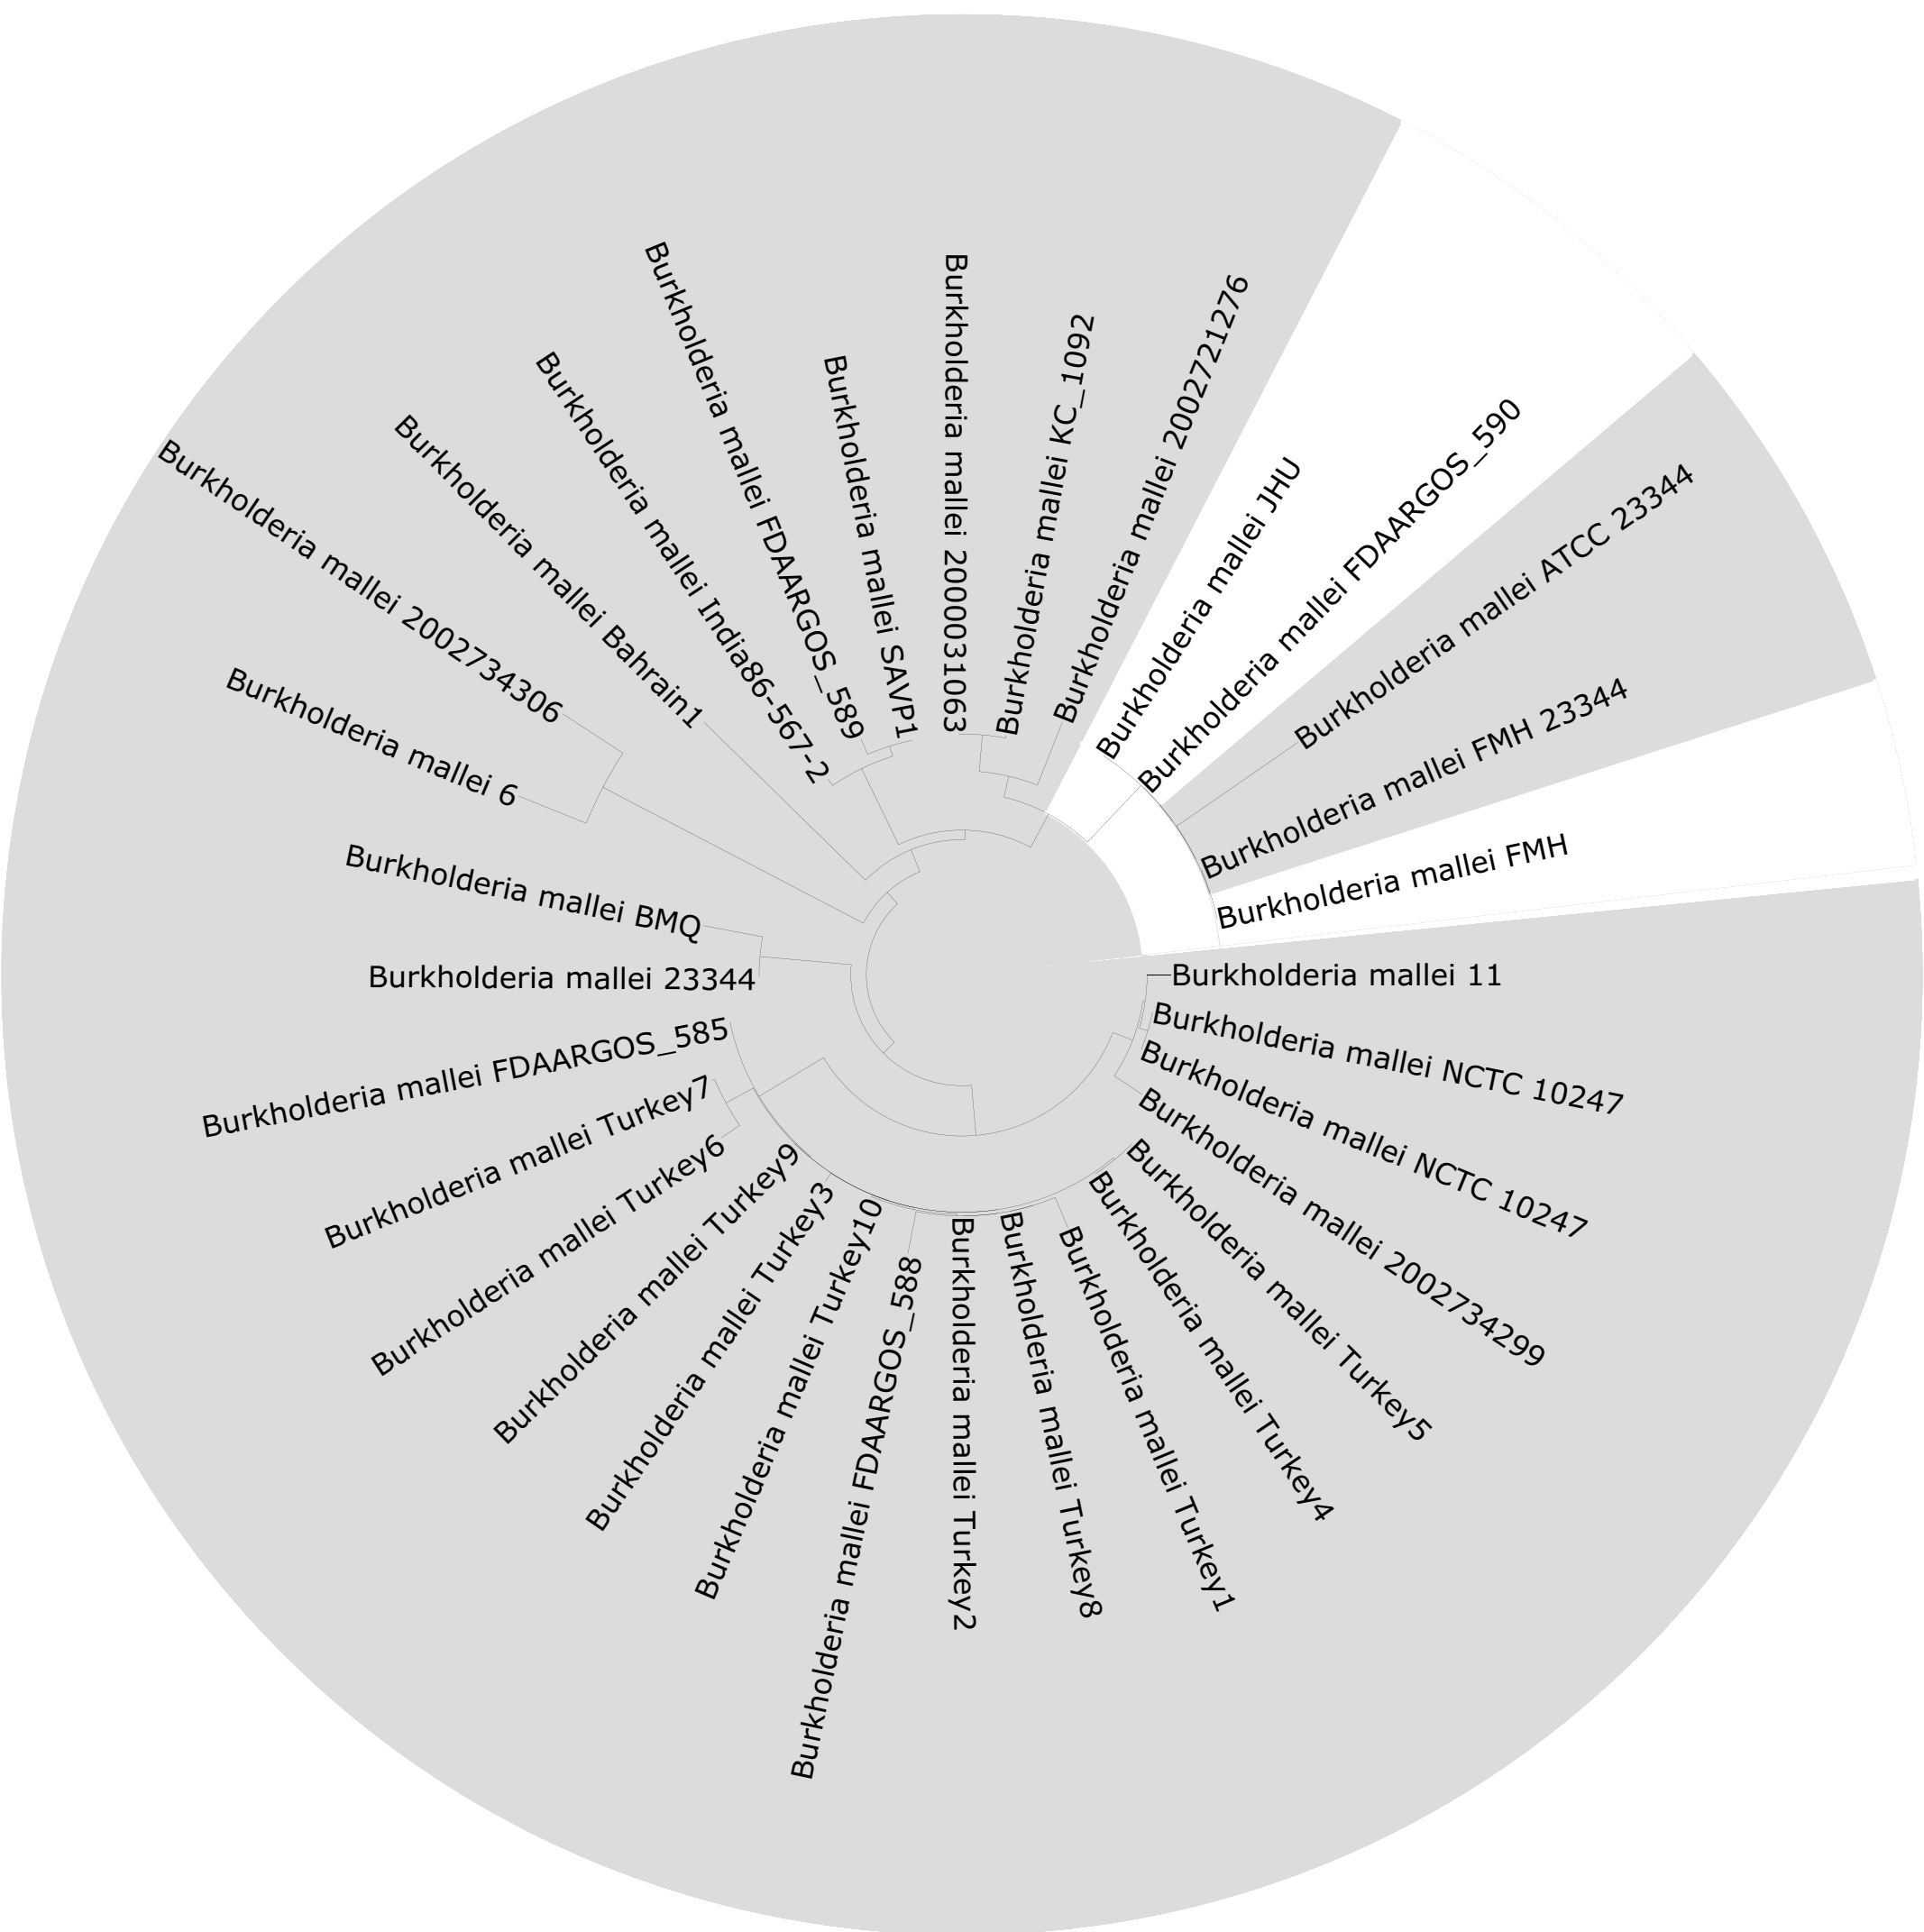 Burkholderia mallei 2000031063
Burkholderia mallei KC_1092
Burkholderia mallei 2002721276
Burkholderia mallei JHU
Burkholderia mallei FDAARGOS_590
Burkholderia mallei ATCC 23344
Burkholderia mallei FMH 23344
Burkholderia mallei FMH
Burkholderia mallei 11
Burkholderia mallei NCTC 10247
Burkholderia mallei NCTC 10247
Burkholderia mallei 2002734299
Burkholderia mallei Turkey5
Burkholderia mallei Turkey4
Burkholderia mallei Turkey1
Burkholderia mallei Turkey8
Burkholderia mallei Turkey2
Burkholderia mallei FDAARGOS_588
Burkholderia mallei Turkey10
Burkholderia mallei Turkey3
Burkholderia mallei Turkey9
Burkholderia mallei Turkey6
Burkholderia mallei Turkey7
Burkholderia mallei FDAARGOS_585
Burkholderia mallei 23344
Burkholderia mallei BMQ
Burkholderia mallei 6
Burkholderia mallei 2002734306
Burkholderia mallei Bahrain1
Burkholderia mallei India86-567-2
Burkholderia mallei FDAARGOS_589
Burkholderia mallei SAVP1